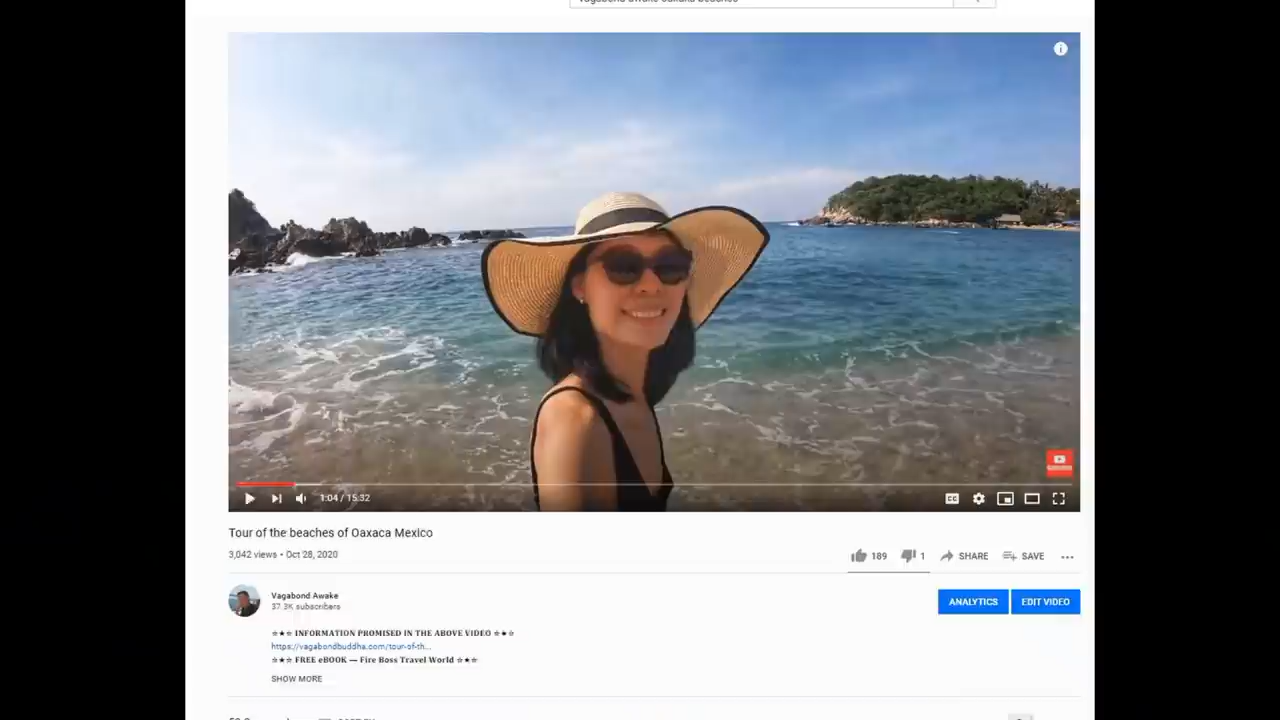 1:04 / 15:32
Tour of the beaches of Oaxaca Mexico
3,042 views • Oct 28, 2020
189
1
SHARE
SAVE
Vagabond Awake
37.3K subscribers
ANALYTICS
EDIT VIDEO
☆★☆ INFORMATION PROMISED IN THE ABOVE VIDEO ☆★☆
https://vagabondbuddha.com/tour-of-th...
☆★☆ FREE eBOOK — Fire Boss Travel World ☆★☆
SHOW MORE